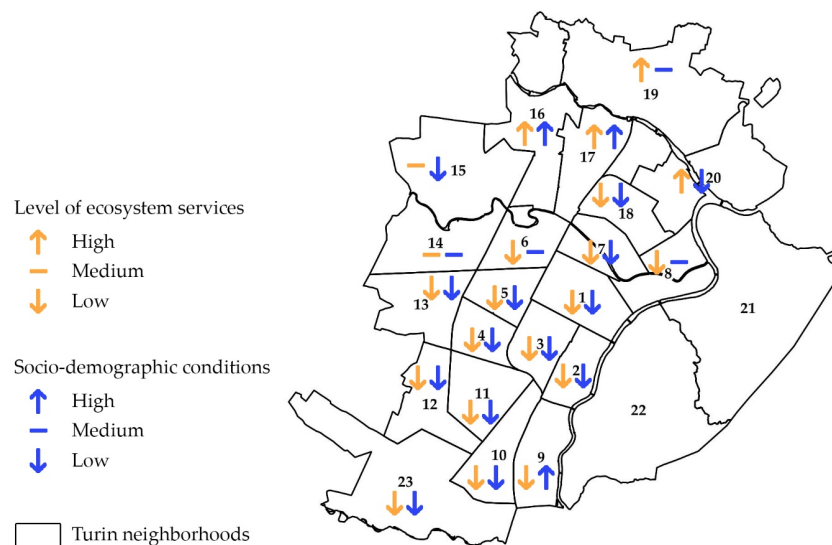 Level of ecosystem services
High
Medium
Low
Socio-demographic conditions
High
Medium
Low
Turin neighborhoods
19
16
17
15
20
18
14
6
7
8
13
5
1
21
4
3
2
12
11
22
10
9
23